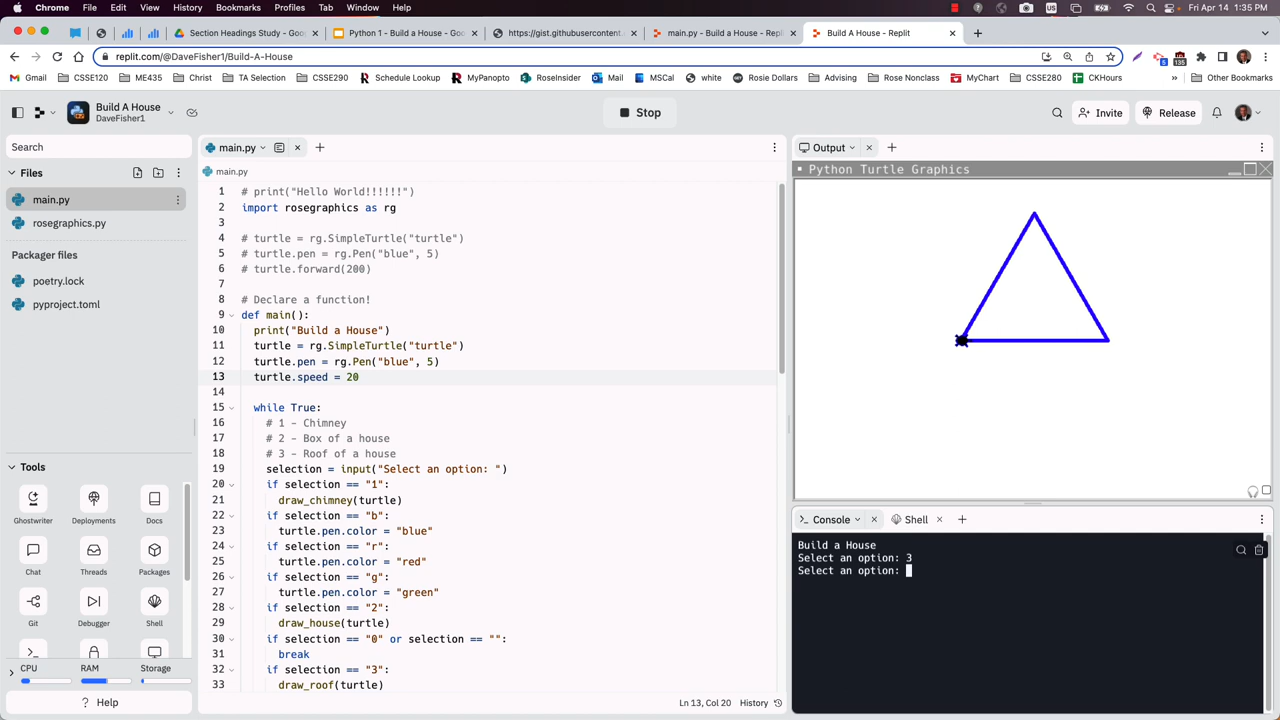 Chrome File Edit View History Bookmarks Profiles Tab Window Help US Fri Apr 14 1:35 PM
Section Headings Study - Goog Python 1 - Build a house - Go https://gist.githubusercontent. main.py - Build a House - Repl Build A House - Replit
replit.com/@DaveFisher1/Build-A-House
Gmail CSSE120 ME435 Christ TA Selection CSSE290 Schedule Lookup MyPanopto RoseInsider Mail MSCal white Rosie Dollars Advising Rose Nonclass MyChart CSSE280 CKHours » Other Bookmarks
Build A House
DaveFisher1
Stop
Invite
Release
Search
Files
main.py
rosegraphics.py
Packager files
poetry.lock
pyproject.toml
Tools
Ghostwriter Deployments Docs
Chat Threads Packages
Git Debugger Shell
CPU RAM Storage
? Help
main.py
main.py
1 # print("Hello World!!!!!!")
2 import rosegraphics as rg
3
4 # turtle = rg.SimpleTurtle("turtle")
5 # turtle.pen = rg.Pen("blue", 5)
6 # turtle.forward(200)
7
8 # Declare a function!
9 def main():
10 print("Build a House")
11 turtle = rg.SimpleTurtle("turtle")
12 turtle.pen = rg.Pen("blue", 5)
13 turtle.speed = 20
14
15 while True:
16 # 1 - Chimney
17 # 2 - Box of a house
18 # 3 - Roof of a house
19 selection = input("Select an option: ")
20 if selection == "1":
21 draw_chimney(turtle)
22 if selection == "b":
23 turtle.pen.color = "blue"
24 if selection == "r":
25 turtle.pen.color = "red"
26 if selection == "g":
27 turtle.pen.color = "green"
28 if selection == "2":
29 draw_house(turtle)
30 if selection == "0" or selection == "":
31 break
32 if selection == "3":
33 draw_roof(turtle)
Ln 13, Col 20 History
Output
Python Turtle Graphics
Console Shell
Build a House
Select an option: 3
Select an option: